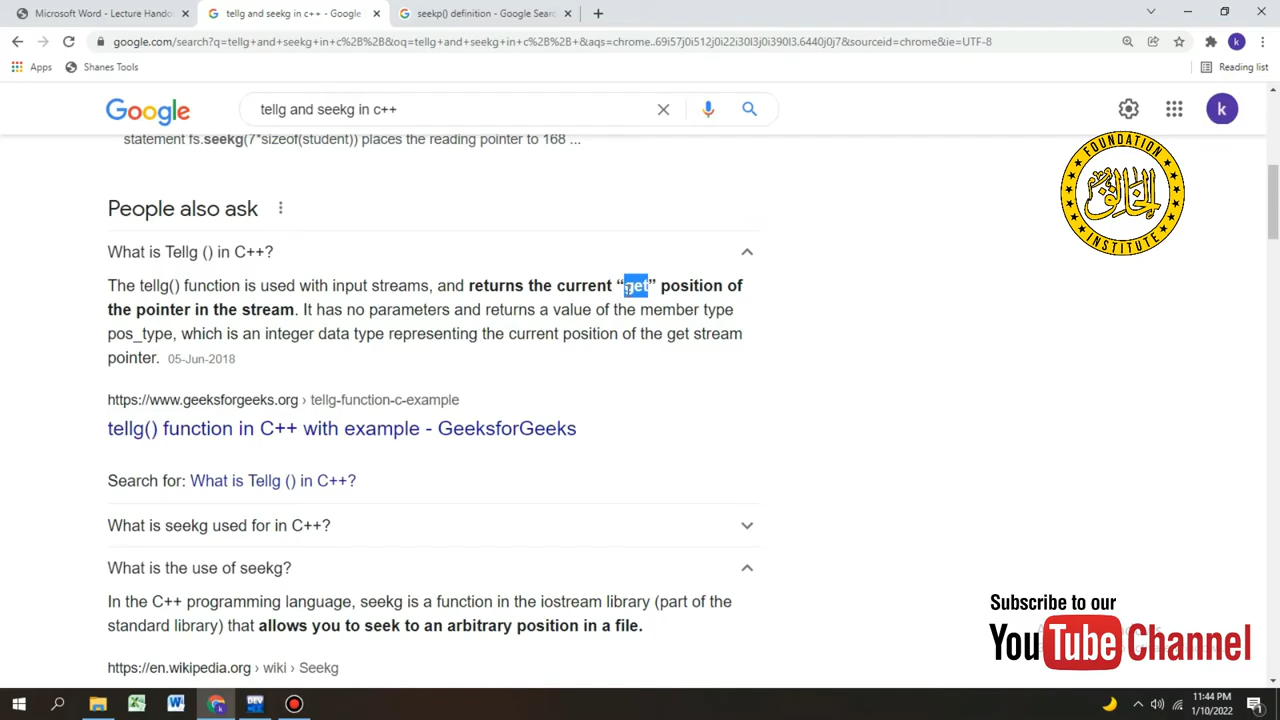 Microsoft Word - Lecture Hando
tellg and seekg in c++ - Google
seekp() definition - Google Searc
google.com/search?q=tellg+and+seekg+in+c%2B%2B&oq=tellg+and+seekg+in+c%2B%2B+&aqs=chrome..69i57j0i512j0i22i30l3j0i390l3.6440j0j7&sourceid=chrome&ie=UTF-8
Apps
Shanes Tools
Reading list
Google
tellg and seekg in c++
k
statement fs.seekg(7*sizeof(student)) places the reading pointer to 168 ...
FOUNDATION
الخالق
INSTITUTE
People also ask
What is Tellg () in C++?
The tellg() function is used with input streams, and returns the current “get” position of
the pointer in the stream. It has no parameters and returns a value of the member type
pos_type, which is an integer data type representing the current position of the get stream
pointer. 05-Jun-2018
https://www.geeksforgeeks.org › tellg-function-c-example
tellg() function in C++ with example - GeeksforGeeks
Search for: What is Tellg () in C++?
What is seekg used for in C++?
What is the use of seekg?
In the C++ programming language, seekg is a function in the iostream library (part of the
standard library) that allows you to seek to an arbitrary position in a file.
https://en.wikipedia.org › wiki › Seekg
Subscribe to our
YouTube Channel
DEV
11:44 PM
1/10/2022